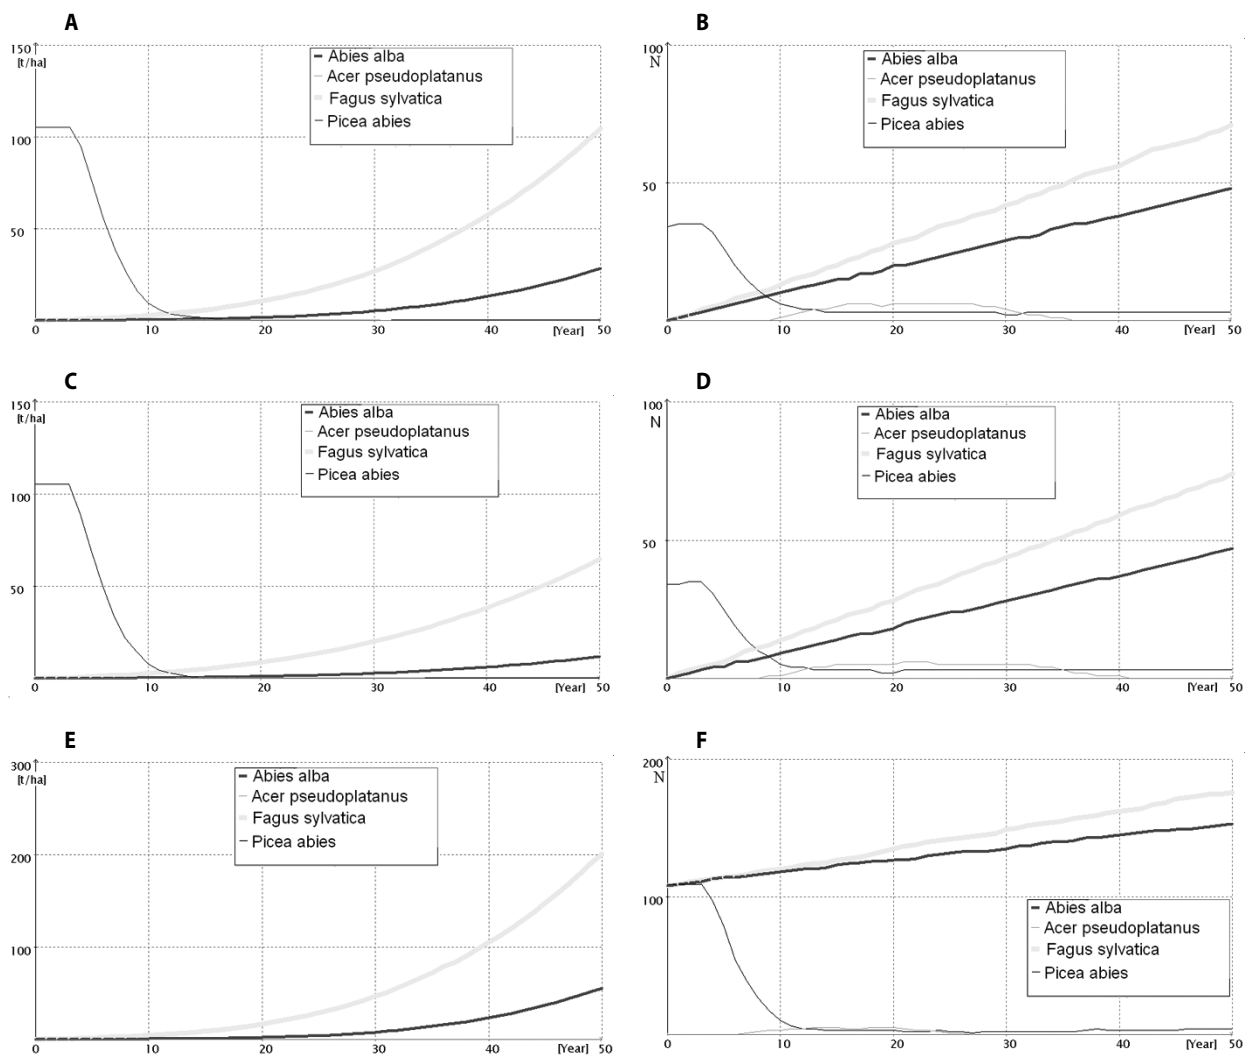 A
150
[t/ha]
100
50
0
10
20
30
40
[Year]
50
Abies alba
Acer pseudoplatanus
Fagus sylvatica
Picea abies
B
100
N
50
0
10
20
30
40
[Year]
50
Abies alba
Acer pseudoplatanus
Fagus sylvatica
Picea abies
C
150
[t/ha]
100
50
0
10
20
30
40
[Year]
50
Abies alba
Acer pseudoplatanus
Fagus sylvatica
Picea abies
D
100
N
50
0
10
20
30
40
[Year]
50
Abies alba
Acer pseudoplatanus
Fagus sylvatica
Picea abies
E
300
[t/ha]
200
100
0
10
20
30
40
[Year]
50
Abies alba
Acer pseudoplatanus
Fagus sylvatica
Picea abies
F
200
N
100
0
10
20
30
40
[Year]
50
Abies alba
Acer pseudoplatanus
Fagus sylvatica
Picea abies